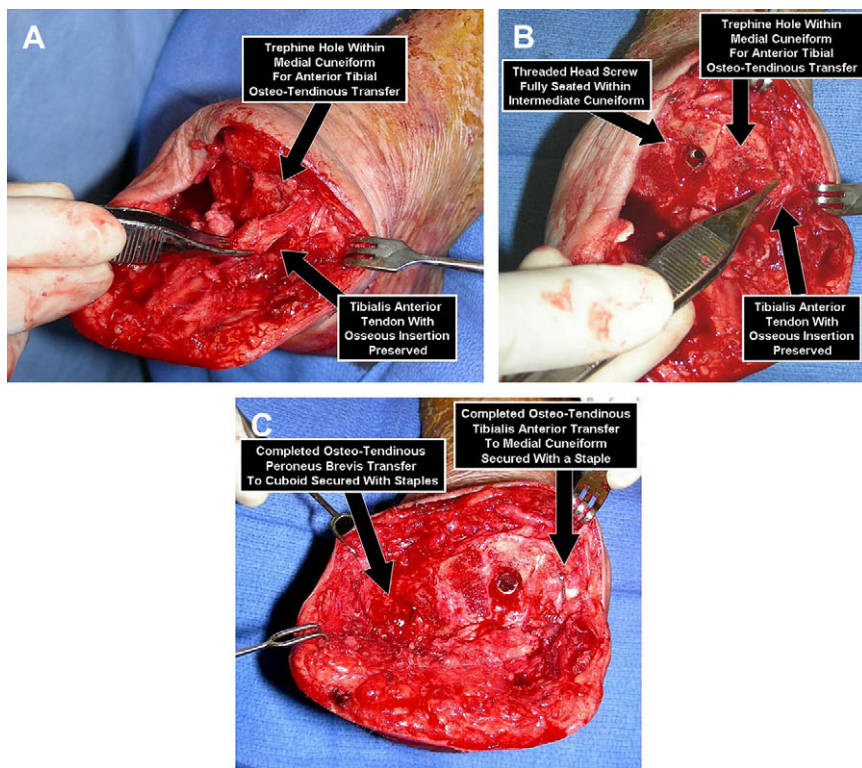 A
Trephine Hole Within
Medial Cuneiform
For Anterior Tibial
Osteo-Tendinous Transfer
Tibialis Anterior
Tendon With
Osseous Insertion
Preserved
B
Threaded Head Screw
Fully Seated Within
Intermediate Cuneiform
Trephine Hole Within
Medial Cuneiform
For Anterior Tibial
Osteo-Tendinous Transfer
Tibialis Anterior
Tendon With
Osseous Insertion
Preserved
C
Completed Osteo-Tendinous
Peroneus Brevis Transfer
To Cuboid Secured With Staples
Completed Osteo-Tendinous
Tibialis Anterior Transfer
To Medial Cuneiform
Secured With a Staple